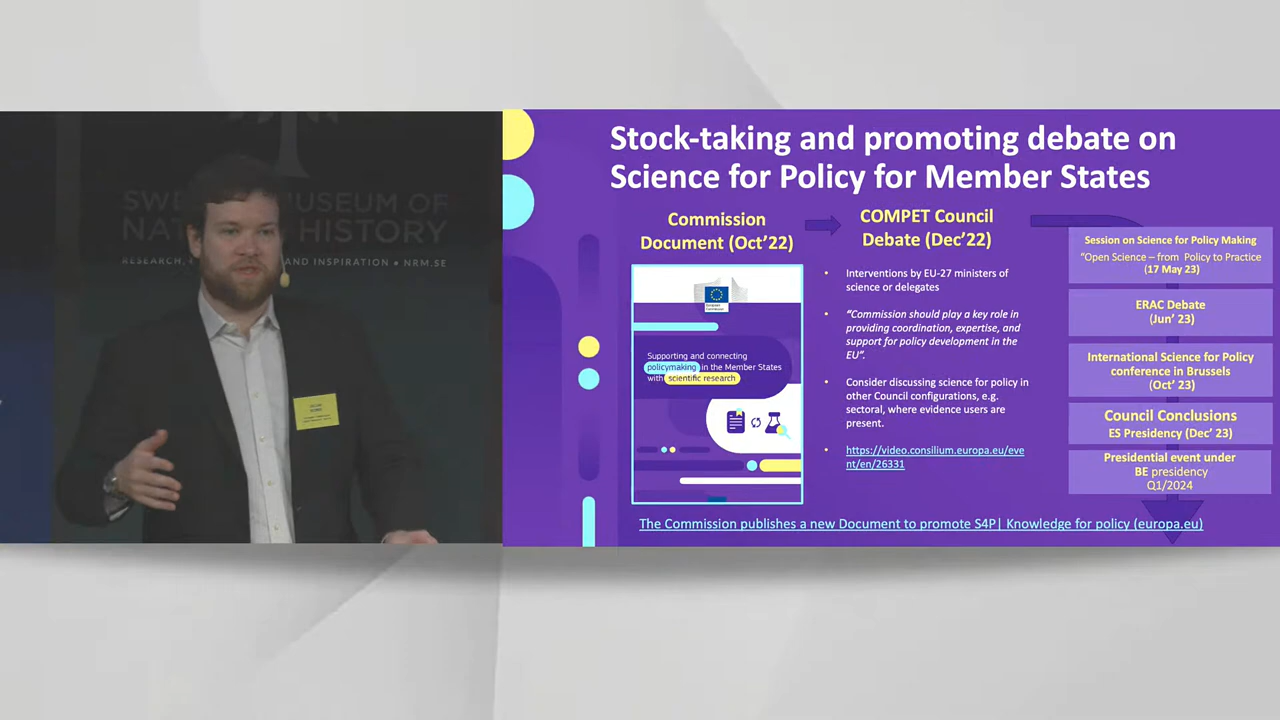 SWE USEUM OF
NAT HISTORY
RESEARCH, AND INSPIRATION • NRM.SE
Stock-taking and promoting debate on
Science for Policy for Member States
Commission
Document (Oct’22)
European
Commission
Supporting and connecting
policymaking in the Member States
with scientific research
COMPET Council
Debate (Dec’22)
• Interventions by EU-27 ministers of
science or delegates
• “Commission should play a key role in
providing coordination, expertise, and
support for policy development in the
EU”.
• Consider discussing science for policy in
other Council configurations, e.g.
sectoral, where evidence users are
present.
• https://video.consilium.europa.eu/eve
nt/en/26331
Session on Science for Policy Making
“Open Science – from Policy to Practice
(17 May 23)
ERAC Debate
(Jun’ 23)
International Science for Policy
conference in Brussels
(Oct’ 23)
Council Conclusions
ES Presidency (Dec’ 23)
Presidential event under
BE presidency
Q1/2024
The Commission publishes a new Document to promote S4P| Knowledge for policy (europa.eu)